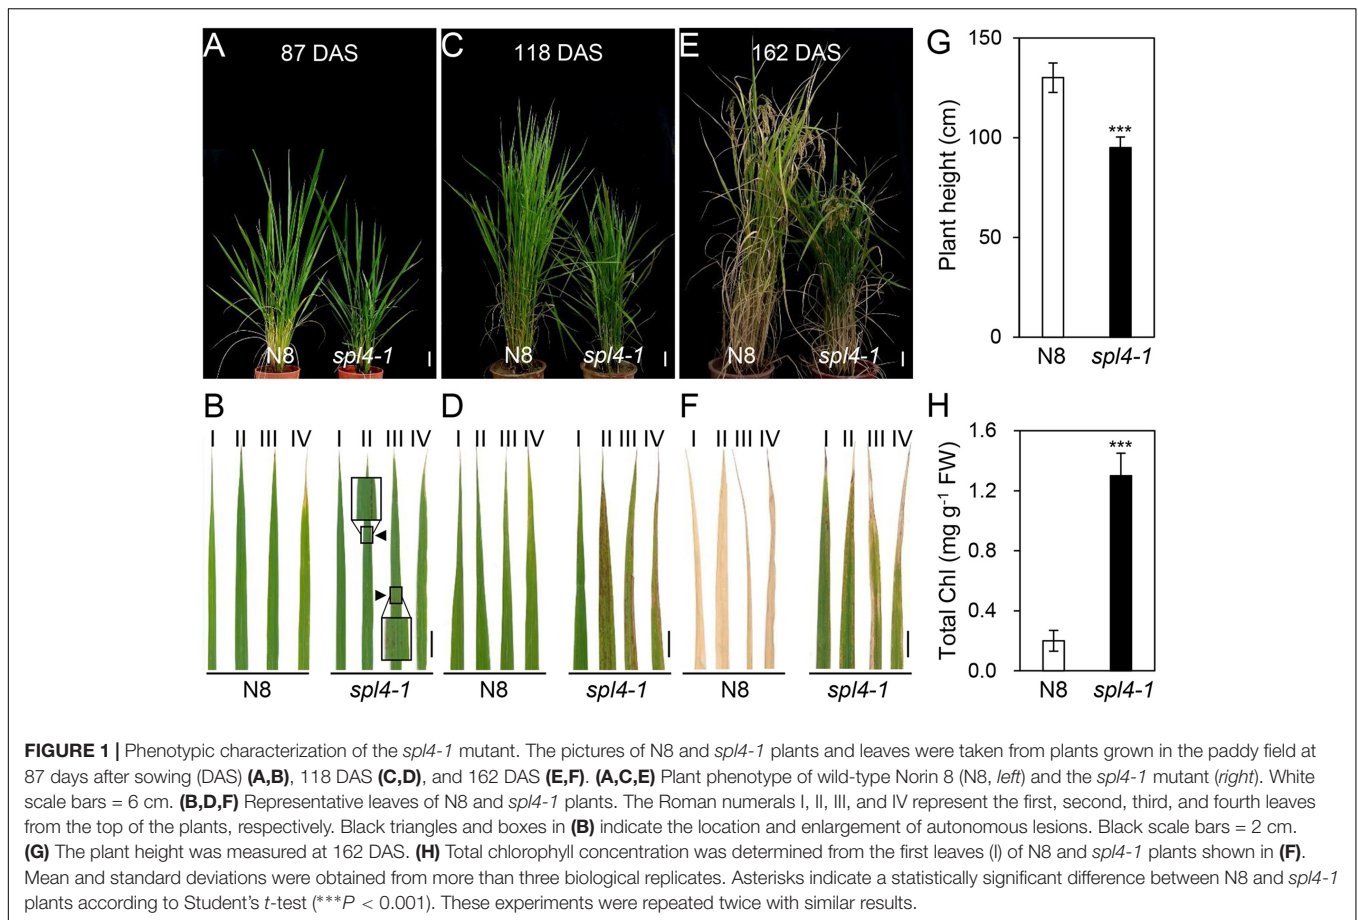 A
87 DAS
N8
spl4-1
C
118 DAS
N8
spl4-1
E
162 DAS
N8
spl4-1
G
150
100
50
0
Plant height (cm)
***
N8
spl4-1
B
I II III IV
I II III IV
N8
spl4-1
D
I II III IV
I II III IV
N8
spl4-1
F
I II III IV
I II III IV
N8
spl4-1
H
1.6
1.2
0.8
0.4
0.0
Total Chl (mg g-1 FW)
***
N8
spl4-1
FIGURE 1 | Phenotypic characterization of the spl4-1 mutant. The pictures of N8 and spl4-1 plants and leaves were taken from plants grown in the paddy field at
87 days after sowing (DAS) (A,B), 118 DAS (C,D), and 162 DAS (E,F). (A,C,E) Plant phenotype of wild-type Norin 8 (N8, left) and the spl4-1 mutant (right). White
scale bars = 6 cm. (B,D,F) Representative leaves of N8 and spl4-1 plants. The Roman numerals I, II, III, and IV represent the first, second, third, and fourth leaves
from the top of the plants, respectively. Black triangles and boxes in (B) indicate the location and enlargement of autonomous lesions. Black scale bars = 2 cm.
(G) The plant height was measured at 162 DAS. (H) Total chlorophyll concentration was determined from the first leaves (I) of N8 and spl4-1 plants shown in (F).
Mean and standard deviations were obtained from more than three biological replicates. Asterisks indicate a statistically significant difference between N8 and spl4-1
plants according to Student's t-test (***P < 0.001). These experiments were repeated twice with similar results.